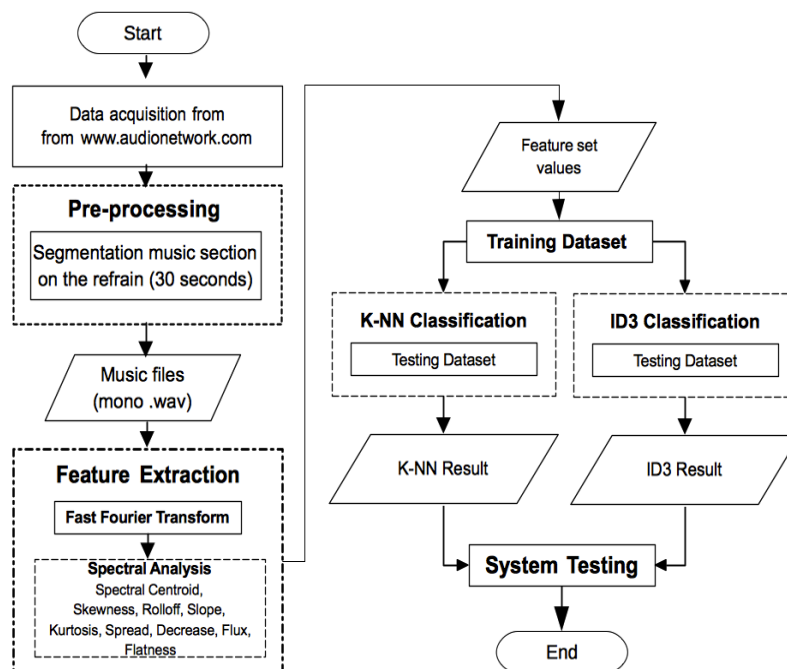 Start
Data acquisition from
from www.audionetwork.com
Pre-processing
Segmentation music section
on the refrain (30 seconds)
Music files
(mono .wav)
Feature Extraction
Fast Fourier Transform
Spectral Analysis
Spectral Centroid,
Skewness, Rolloff, Slope,
Kurtosis, Spread, Decrease, Flux,
Flatness
Feature set
values
Training Dataset
K-NN Classification
Testing Dataset
ID3 Classification
Testing Dataset
K-NN Result
ID3 Result
System Testing
End